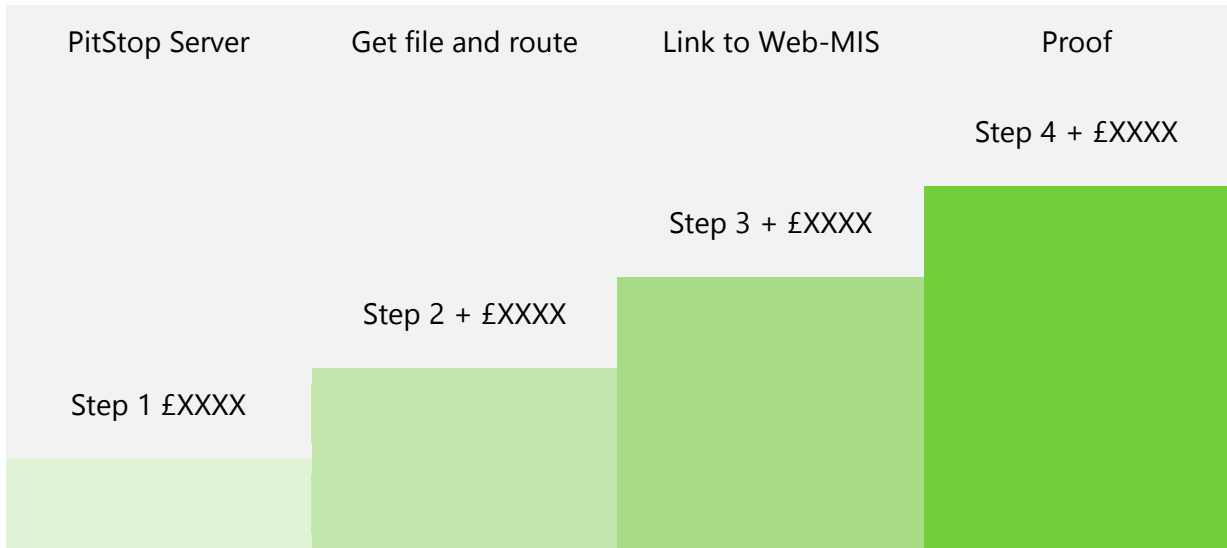 PitStop Server
Get file and route
Link to Web-MIS
Proof
Step 4 + £XXXX
Step 3 + £XXXX
Step 2 + £XXXX
Step 1 £XXXX